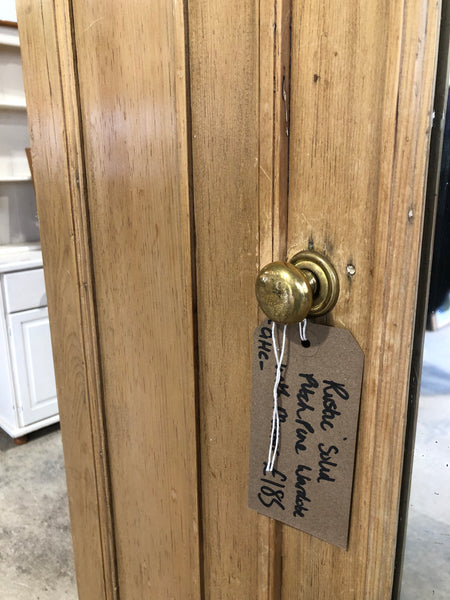 Rustic Solid
Pitch Pine Wardrobe
£185